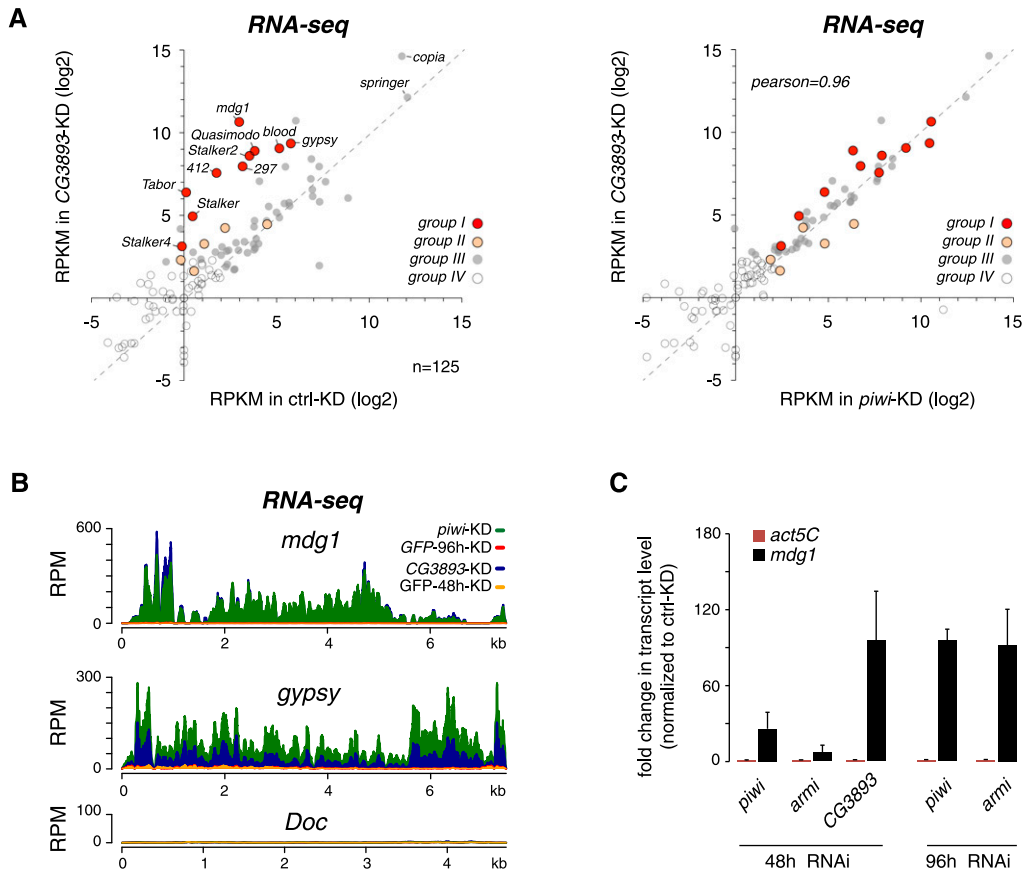 A
RNA-seq
RPKM in CG3893-KD (log2)
15
10
5
-5
-5
0
5
10
15
copia
springer
mdg1
Quasimodo
blood
gypsy
Stalker2
412
297
Tabor
Stalker
Stalker4
group I
group II
group III
group IV
n=125
RPKM in ctrl-KD (log2)
RNA-seq
RPKM in CG3893-KD (log2)
15
10
5
-5
-5
0
5
10
15
pearson=0.96
group I
group II
group III
group IV
RPKM in piwi-KD (log2)
B
RNA-seq
mdg1
piwi-KD
GFP-96h-KD
CG3893-KD
GFP-48h-KD
RPM
600
0
0 2 4 6 kb
gypsy
RPM
300
0
0 2 4 6 kb
Doc
RPM
100
0
0 1 2 3 4 kb
C
act5C
mdg1
fold change in transcript level
(normalized to ctrl-KD)
180
120
60
0
piwi
armi
CG3893
piwi
armi
48h RNAi
96h RNAi